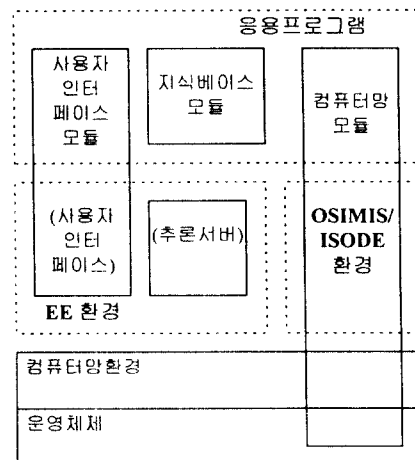 응용프로그램
사용자
인터
페이스
모듈
지식베이스
모듈
컴퓨터망
모듈
(사용자
인터
페이스)
(추론서버)
EE 환경
OSIMIS/
ISODE
환경
컴퓨터망환경
운영체제